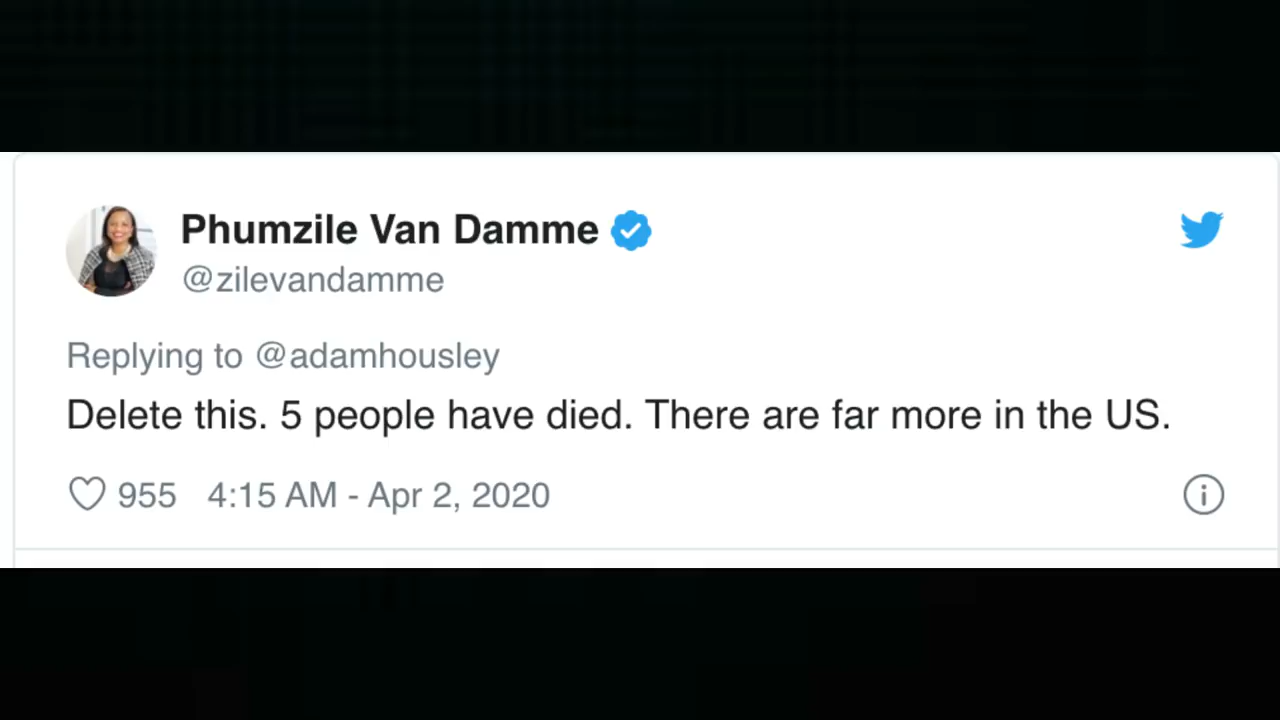 Phumzile Van Damme
@zilevandamme
Replying to @adamhousley
Delete this. 5 people have died. There are far more in the US.
955 4:15 AM - Apr 2, 2020